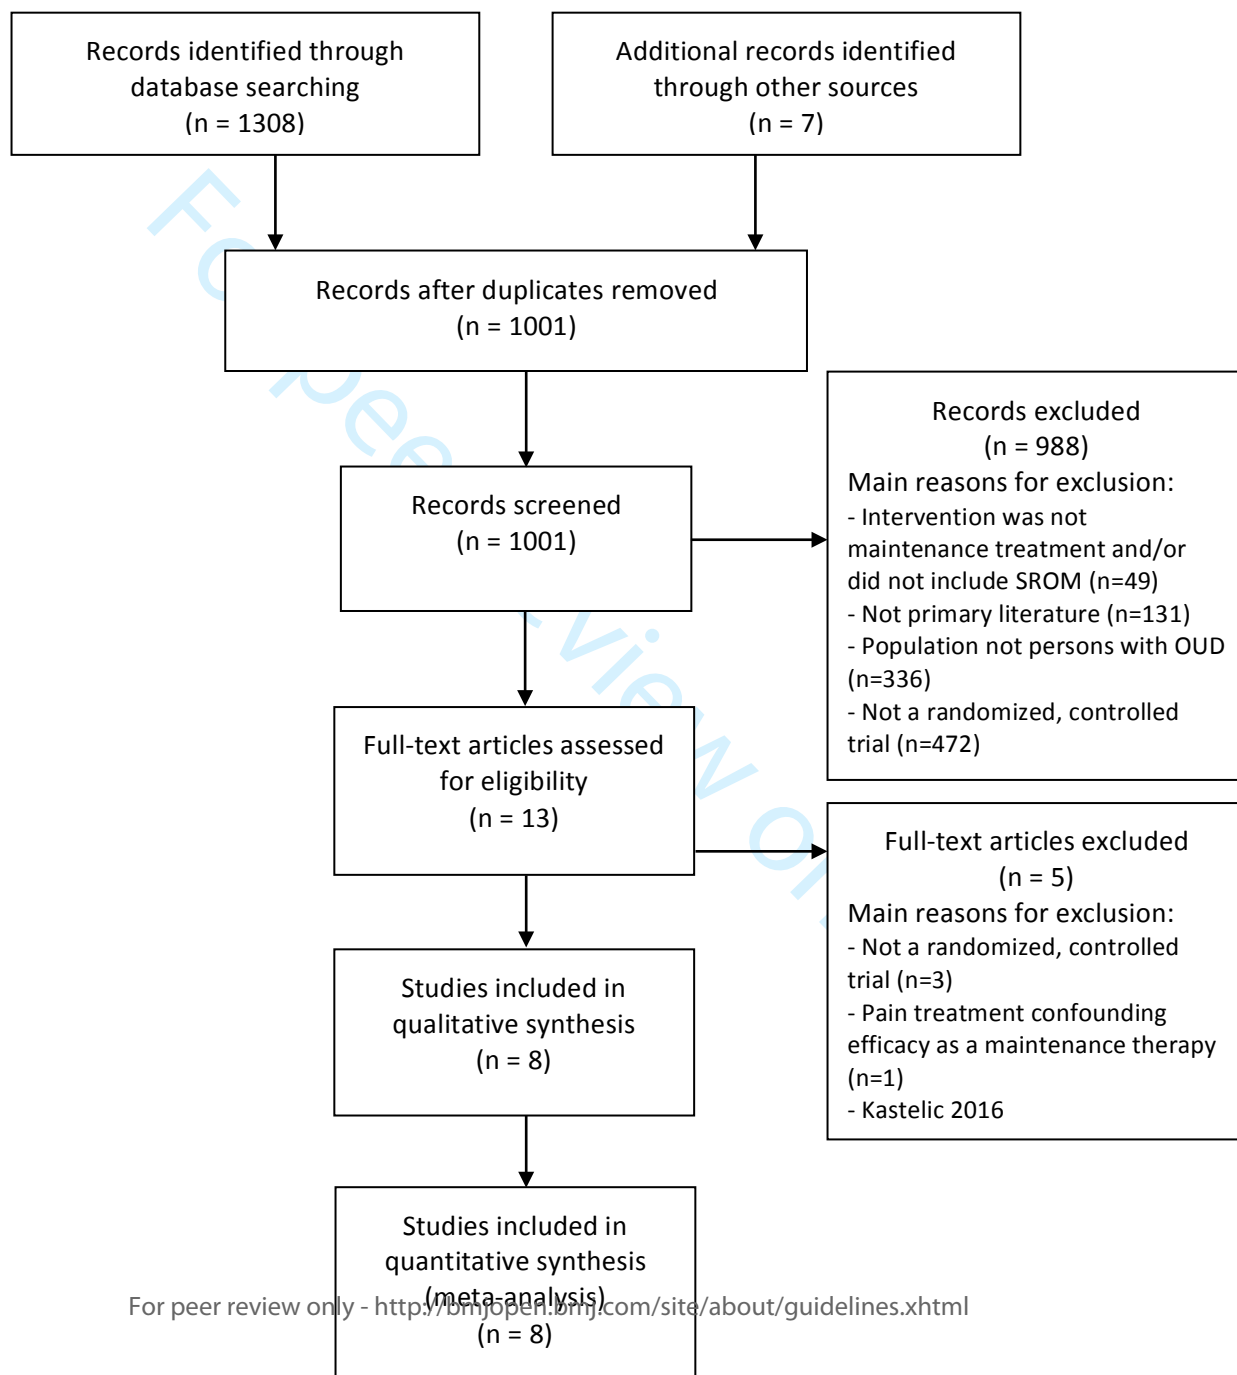 Records identified through
database searching
(n = 1308)
Additional records identified
through other sources
(n = 7)
Records after duplicates removed
(n = 1001)
Records screened
(n = 1001)
Records excluded
(n = 988)
Main reasons for exclusion:
- Intervention was not
maintenance treatment and/or
did not include SROM (n=49)
- Not primary literature (n=131)
- Population not persons with OUD
(n=336)
- Not a randomized, controlled
trial (n=472)
Full-text articles assessed
for eligibility
(n = 13)
Full-text articles excluded
(n = 5)
Main reasons for exclusion:
- Not a randomized, controlled
trial (n=3)
- Pain treatment confounding
efficacy as a maintenance therapy
(n=1)
- Kastelic 2016
Studies included in
qualitative synthesis
(n = 8)
Studies included in
quantitative synthesis
(meta-analysis)
(n = 8)
For peer review only - http://bmjopen.bmj.com/site/about/guidelines.xhtml